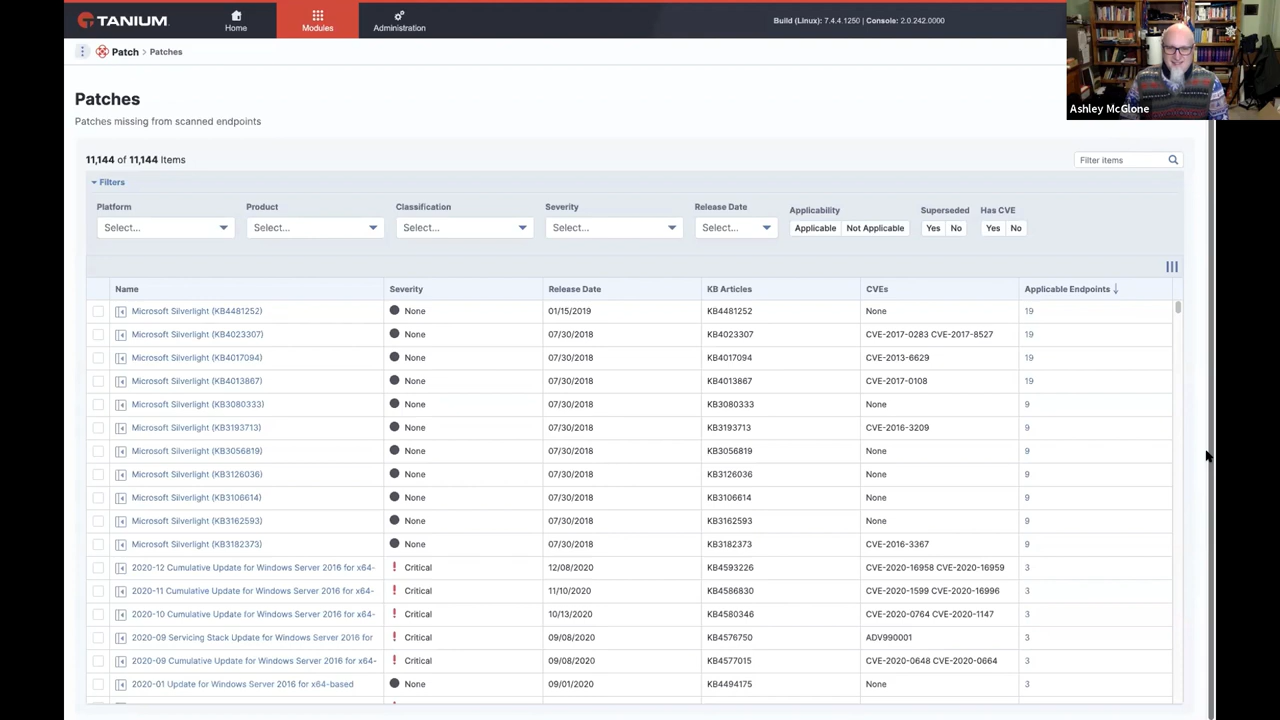 TANIUM
Home
Modules
Administration
Build (Linux): 7.4.4.1250 | Console: 2.0.242.0000
Patch > Patches
Ashley McGlone
Patches
Patches missing from scanned endpoints
11,144 of 11,144 Items
Filter items
Filters
Platform Product Classification Severity Release Date Applicability Superseded Has CVE
Select... Select... Select... Select... Select... Applicable Not Applicable Yes No Yes No
Name Severity Release Date KB Articles CVEs Applicable Endpoints
Microsoft Silverlight (KB4481252) None 01/15/2019 KB4481252 None 19
Microsoft Silverlight (KB4023307) None 07/30/2018 KB4023307 CVE-2017-0283 CVE-2017-8527 19
Microsoft Silverlight (KB4017094) None 07/30/2018 KB4017094 CVE-2013-6629 19
Microsoft Silverlight (KB4013867) None 07/30/2018 KB4013867 CVE-2017-0108 19
Microsoft Silverlight (KB3080333) None 07/30/2018 KB3080333 None 9
Microsoft Silverlight (KB3193713) None 07/30/2018 KB3193713 CVE-2016-3209 9
Microsoft Silverlight (KB3056819) None 07/30/2018 KB3056819 None 9
Microsoft Silverlight (KB3126036) None 07/30/2018 KB3126036 None 9
Microsoft Silverlight (KB3106614) None 07/30/2018 KB3106614 None 9
Microsoft Silverlight (KB3162593) None 07/30/2018 KB3162593 None 9
Microsoft Silverlight (KB3182373) None 07/30/2018 KB3182373 CVE-2016-3367 9
2020-12 Cumulative Update for Windows Server 2016 for x64- Critical 12/08/2020 KB4593226 CVE-2020-16958 CVE-2020-16959 3
2020-11 Cumulative Update for Windows Server 2016 for x64- Critical 11/10/2020 KB4586830 CVE-2020-1599 CVE-2020-16996 3
2020-10 Cumulative Update for Windows Server 2016 for x64- Critical 10/13/2020 KB4580346 CVE-2020-0764 CVE-2020-1147 3
2020-09 Servicing Stack Update for Windows Server 2016 for Critical 09/08/2020 KB4576750 ADV990001 3
2020-09 Cumulative Update for Windows Server 2016 for x64- Critical 09/08/2020 KB4577015 CVE-2020-0648 CVE-2020-0664 3
2020-01 Update for Windows Server 2016 for x64-based None 09/01/2020 KB4494175 None 3